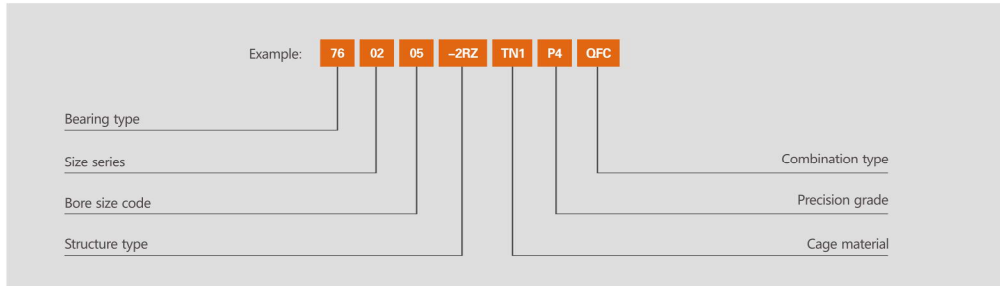 Example: 76 02 05 –2RZ TN1 P4 QFC
Bearing type
Size series
Combination type
Bore size code
Precision grade
Structure type
Cage material